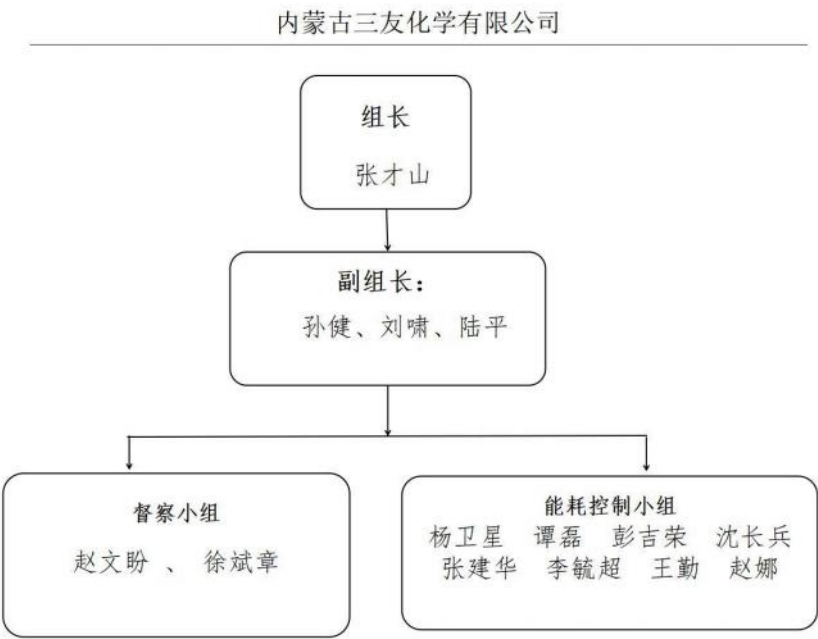 内蒙古三友化学有限公司
组长
张才山
副组长：
孙健、刘啸、陆平
督察小组
赵文盼 、 徐斌章
能耗控制小组
杨卫星 谭磊 彭吉荣 沈长兵
张建华 李毓超 王勤 赵娜